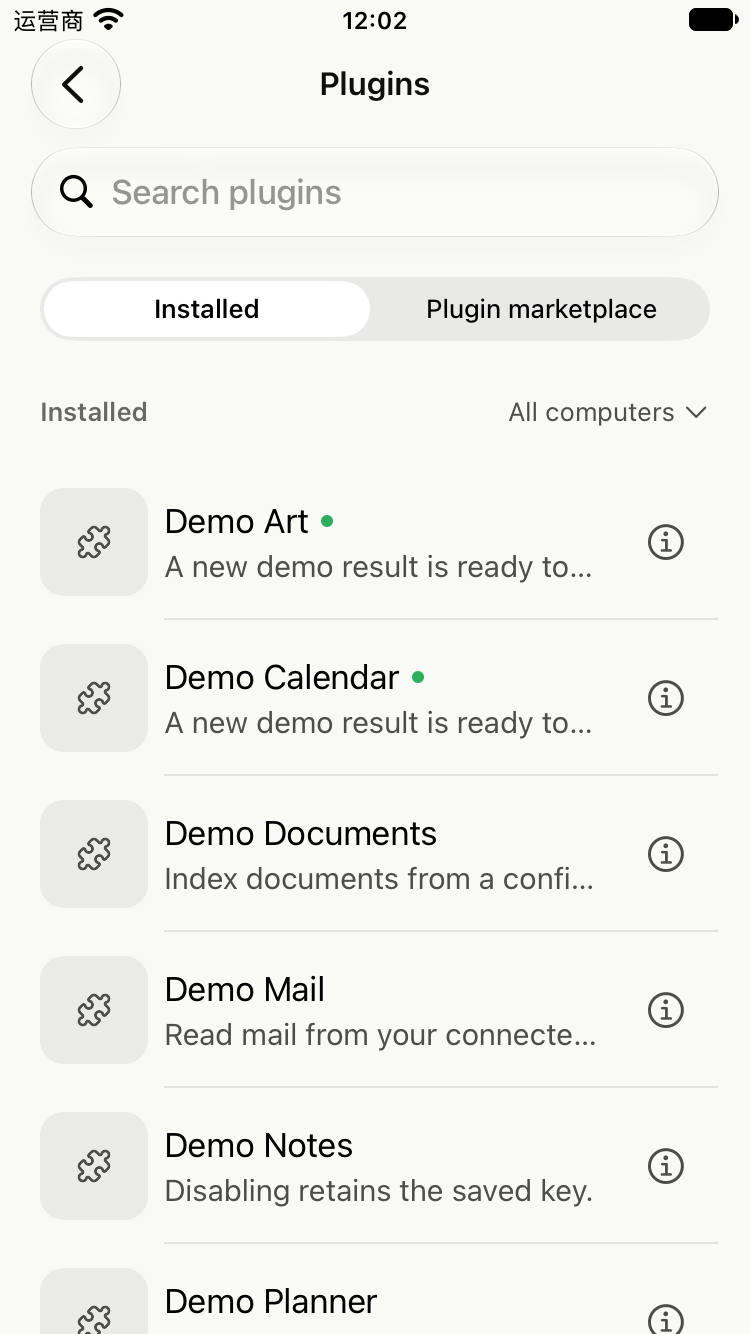 运营商 12:02
Plugins
Search plugins
Installed Plugin marketplace
Installed All computers
Demo Art
A new demo result is ready to...
Demo Calendar
A new demo result is ready to...
Demo Documents
Index documents from a confi...
Demo Mail
Read mail from your connecte...
Demo Notes
Disabling retains the saved key.
Demo Planner